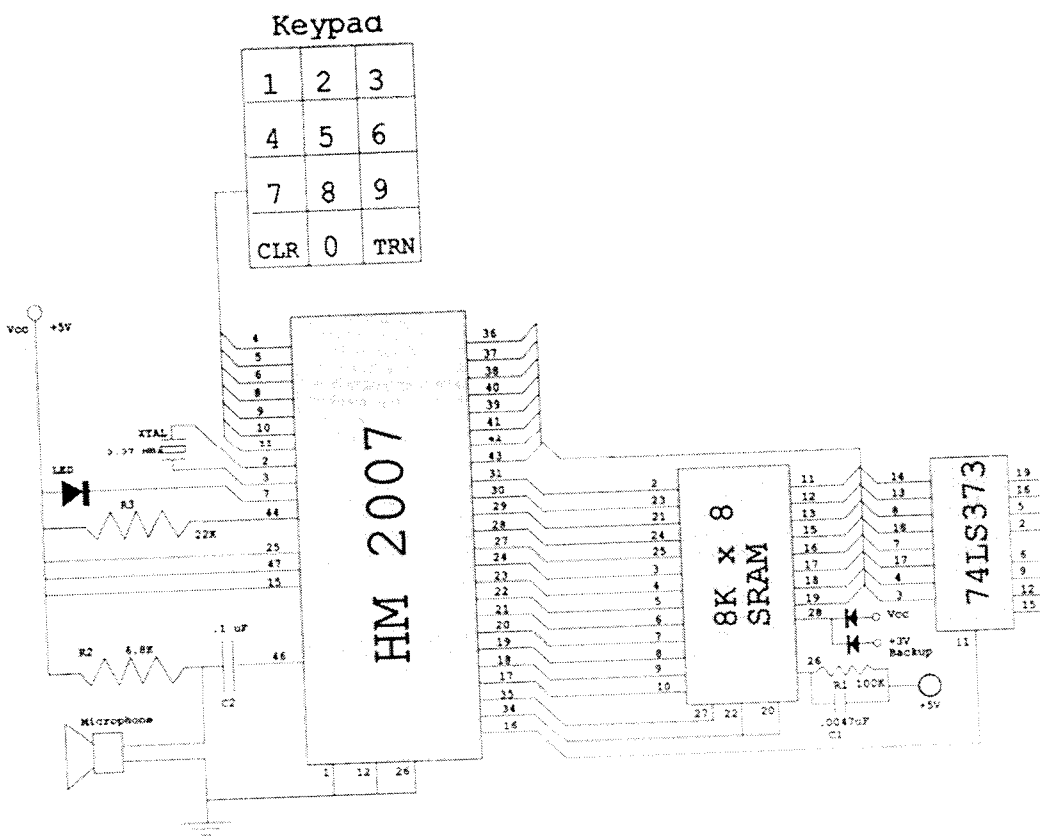 Keypad
1 2 3
4 5 6
7 8 9
CLR 0 TRN
Vcc +5V
4
5
6
8
9
10
11
XTAL
2
3
7
LED
R3
22K
44
25
47
15
.1 uF
R2 6.8K
46
C2
Microphone
1 12 26
HM 2007
36
37
38
40
39
41
42
43
31
30
29
28
27
24
23
22
21
20
19
18
17
35
34
16
2
23
21
24
25
3
4
5
6
7
8
9
10
8K x 8
SRAM
27 22 20
11
12
13
15
16
17
18
19
28
26
Vcc
+3V
Backup
R1 100K
+5V
.0047uF
C1
14
13
8
18
7
17
4
3
74LS373
11
19
16
5
2
6
9
12
15